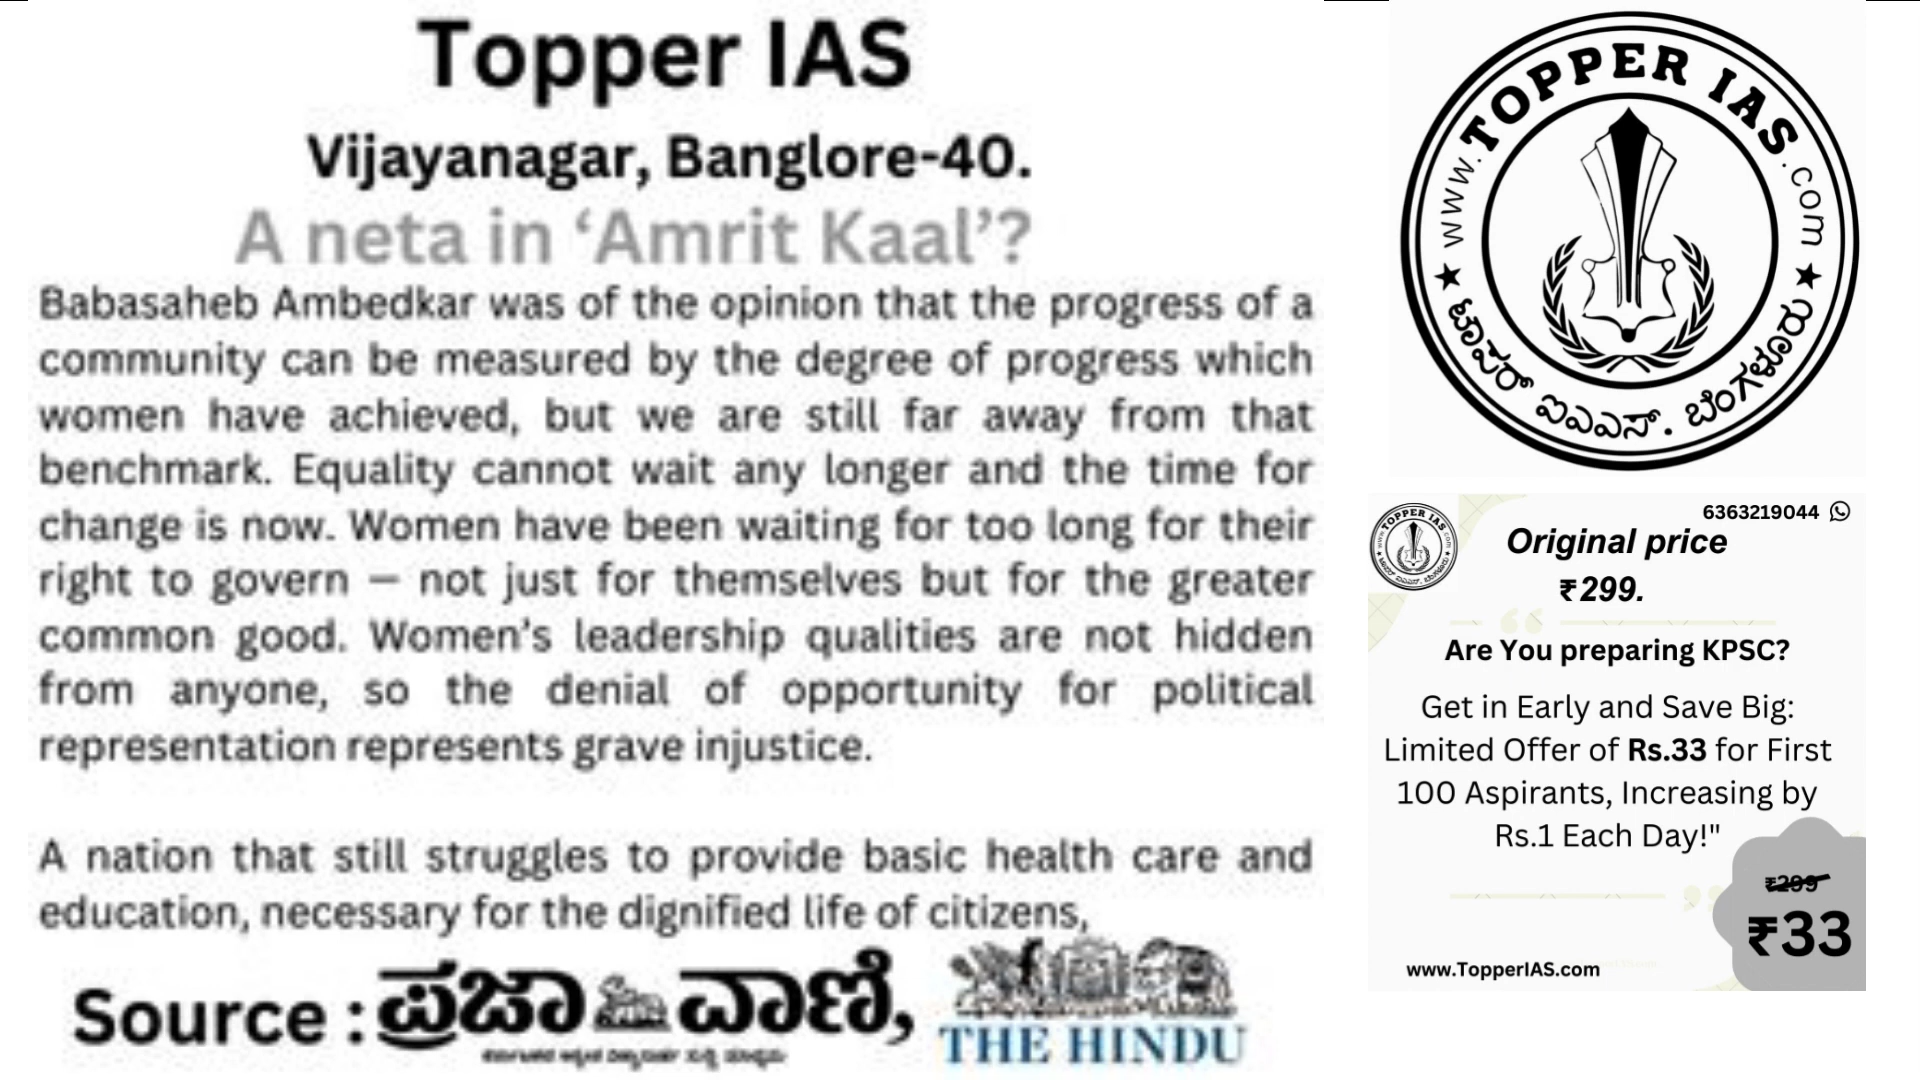 Topper IAS
Vijayanagar, Banglore-40.
A neta in ‘Amrit Kaal’?
Babasaheb Ambedkar was of the opinion that the progress of a
community can be measured by the degree of progress which
women have achieved, but we are still far away from that
benchmark. Equality cannot wait any longer and the time for
change is now. Women have been waiting for too long for their
right to govern — not just for themselves but for the greater
common good. Women’s leadership qualities are not hidden
from anyone, so the denial of opportunity for political
representation represents grave injustice.
A nation that still struggles to provide basic health care and
education, necessary for the dignified life of citizens,
Source : ಪ್ರಜಾವಾಣಿ, THE HINDU
www.TOPPER IAS.com
★ ಟಾಪರ್ ಐಎಎಸ್. ಬೆಂಗಳೂರು ★
TOPPER IAS
6363219044
Original price
₹299.
Are You preparing KPSC?
Get in Early and Save Big:
Limited Offer of Rs.33 for First
100 Aspirants, Increasing by
Rs.1 Each Day!"
₹299
₹33
www.TopperIAS.com